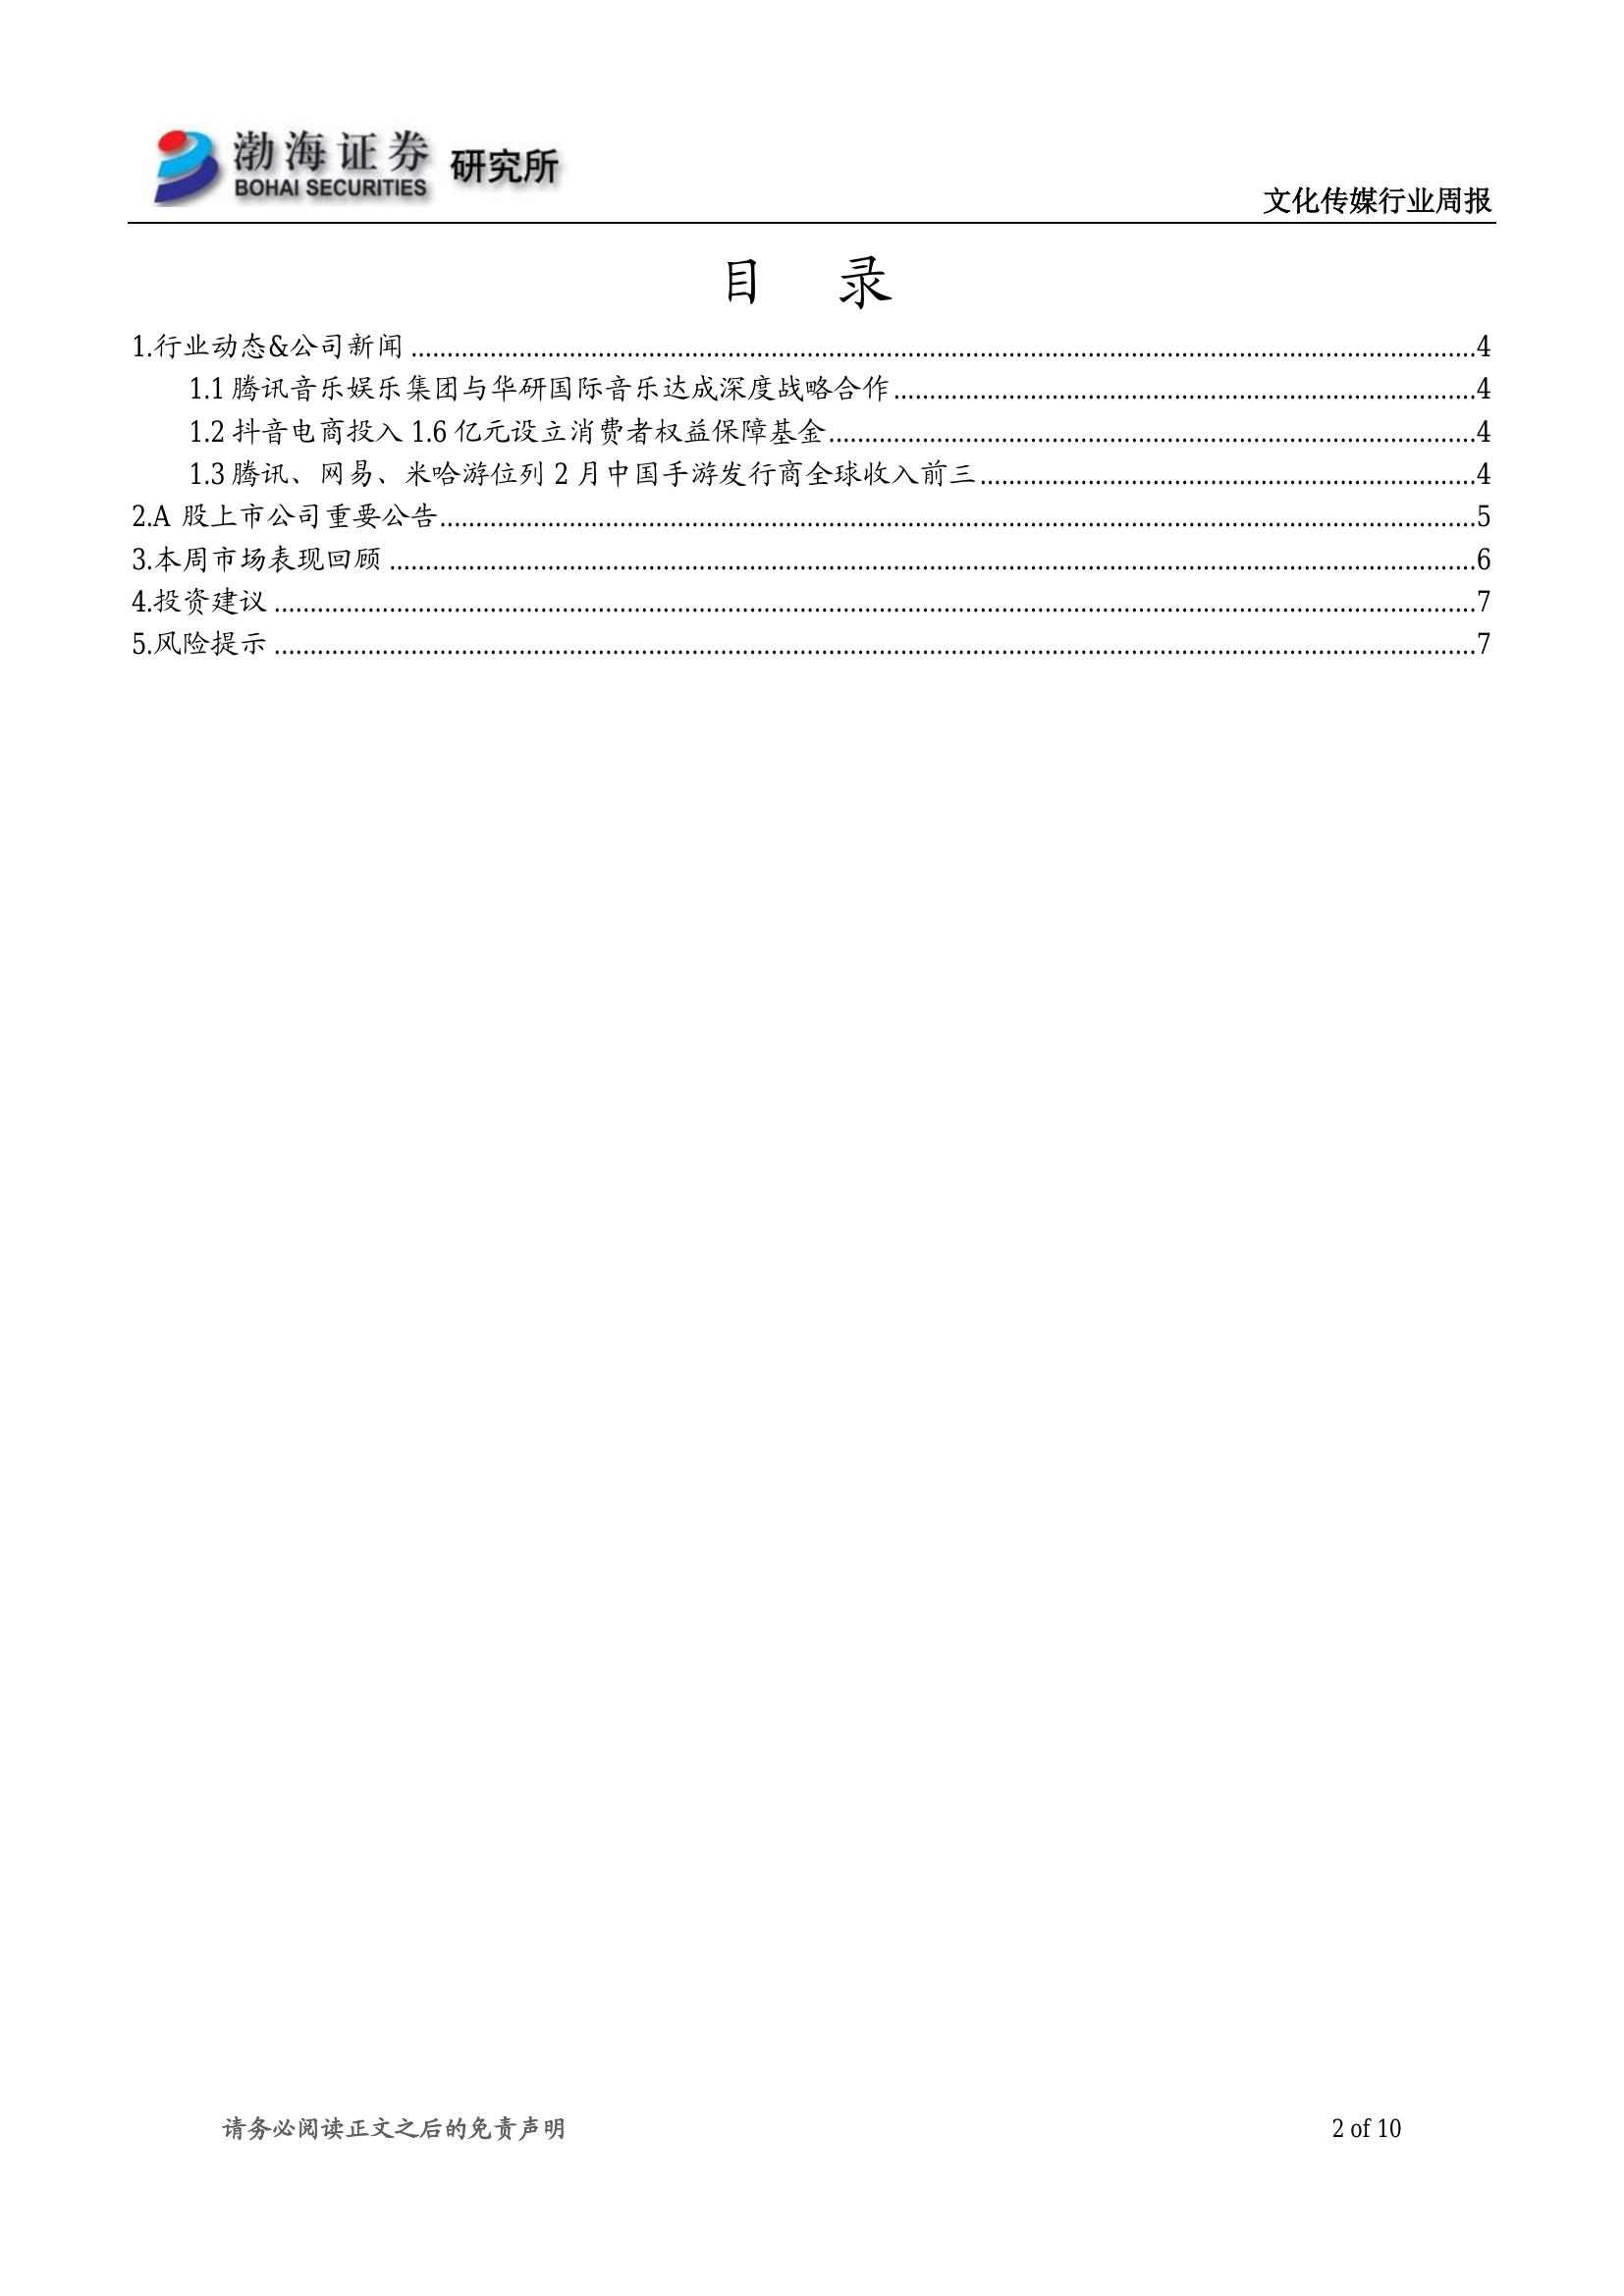 渤海证券 研究所
BOHAI SECURITIES
文化传媒行业周报
目 录
1.行业动态&公司新闻 ........................................ 4
1.1 腾讯音乐娱乐集团与华研国际音乐达成深度战略合作 ........................................ 4
1.2 抖音电商投入 1.6 亿元设立消费者权益保障基金 ........................................ 4
1.3 腾讯、网易、米哈游位列 2 月中国手游发行商全球收入前三 ........................................ 4
2.A 股上市公司重要公告 ........................................ 5
3.本周市场表现回顾 ........................................ 6
4.投资建议 ........................................ 7
5.风险提示 ........................................ 7
请务必阅读正文之后的免责声明
2 of 10